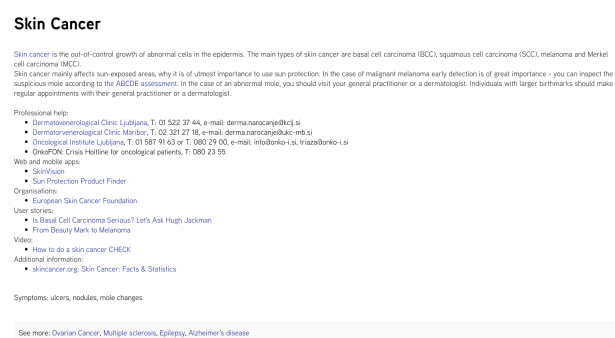 Skin Cancer
Skin cancer is the out-of-control growth of abnormal cells in the epidermis. The main types of skin cancer are basal cell carcinoma (BCC), squamous cell carcinoma (SCC), melanoma and Merkel
cell carcinoma (MCC).
Skin cancer mainly affects sun-exposed areas, why it is of utmost importance to use sun protection. In the case of malignant melanoma early detection is of great importance - you can inspect the
suspicious mole according to the ABCDE assessment. In the case of an abnormal mole, you should visit your general practitioner or a dermatologist. Individuals with larger birthmarks should make
regular appointments with their general practitioner or a dermatologist.
Professional help:
• Dermatovenerological Clinic Ljubljana, T: 01 522 37 44, e-mail: derma.narocanje@kclj.si
• Dermatorvenerological Clinic Maribor, T: 02 321 27 18, e-mail: derma.narocanje@ukc-mb.si
• Oncological Institute Ljubljana, T: 01 587 91 63 or T: 080 29 00, e-mail: info@onko-i.si, triaza@onko-i.si
• OnkoFON: Crisis Hoitline for oncological patients, T: 080 23 55
Web and mobile apps:
• SkinVision
• Sun Protection Product Finder
Organisations:
• European Skin Cancer Foundation
User stories:
• Is Basal Cell Carcinoma Serious? Let's Ask Hugh Jackman
• From Beauty Mark to Melanoma
Video:
• How to do a skin cancer CHECK
Additional information:
• skincancer.org: Skin Cancer: Facts & Statistics
Symptoms: ulcers, nodules, mole changes
See more: Ovarian Cancer, Multiple sclerosis, Epilepsy, Alzheimer's disease